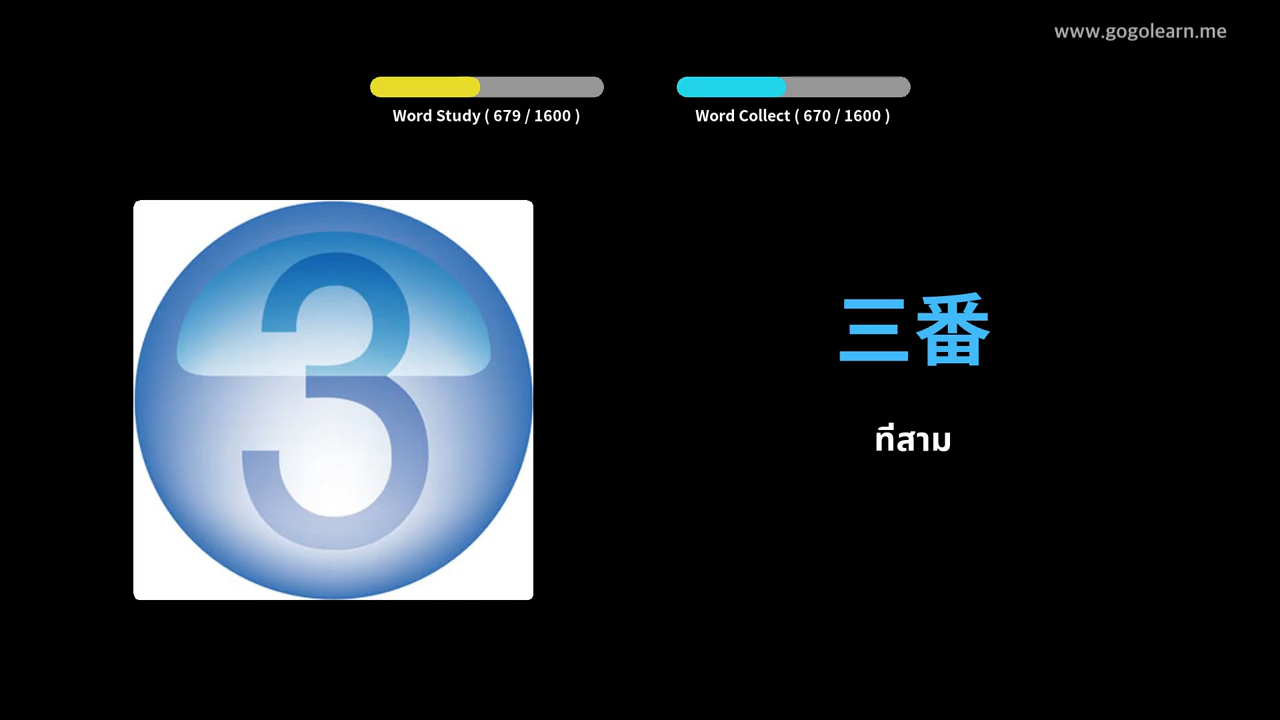 www.gogolearn.me
Word Study ( 679 / 1600 )
Word Collect ( 670 / 1600 )
3
三番
ที่สาม